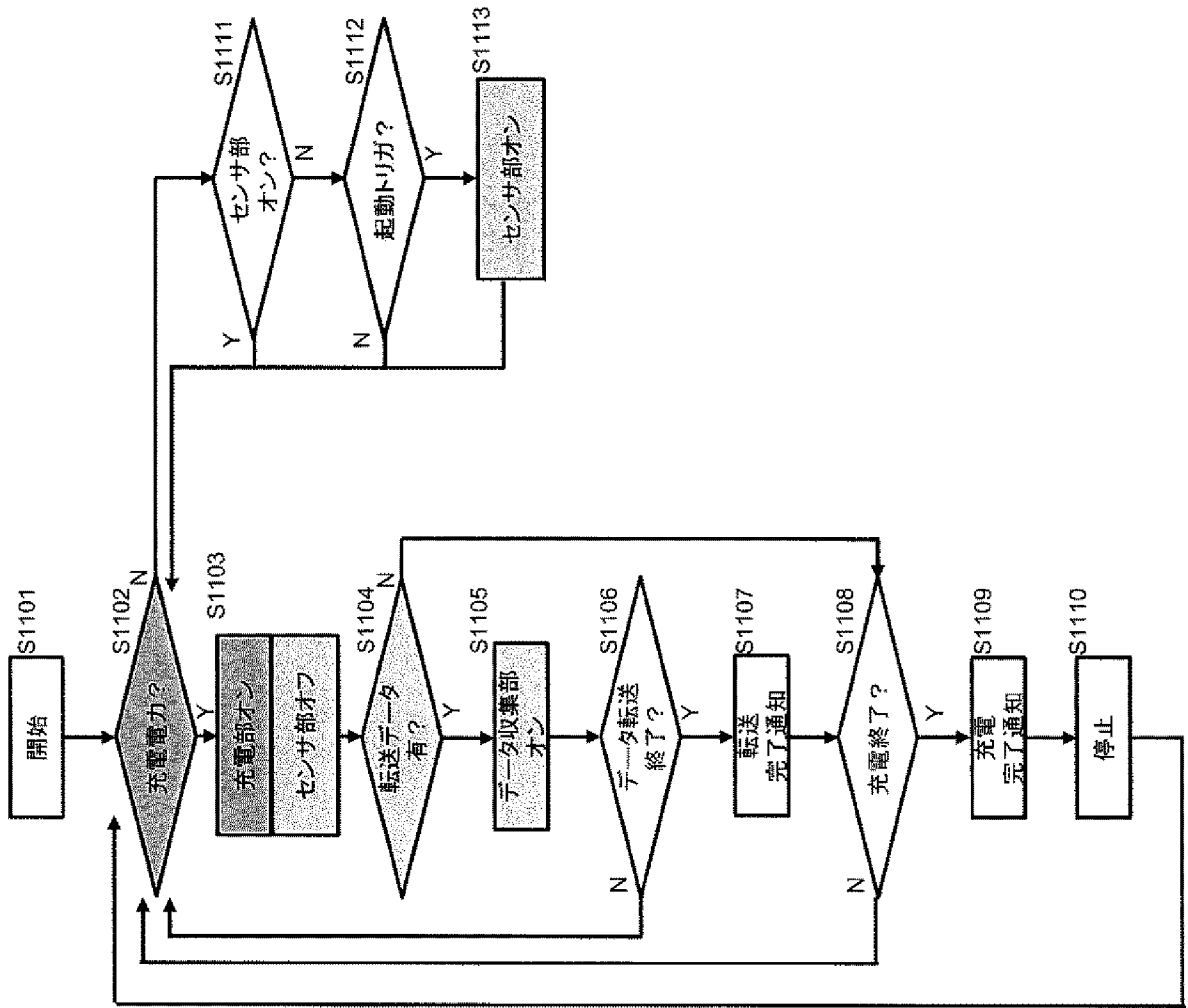 S1101
開始
S1102
充電電力？
N
Y
S1103
充電部オン
センサ部オフ
S1104
転送データ
有？
N
Y
S1105
データ収集部
オン
S1106
データ転送
終了？
N
Y
S1107
転送
完了通知
S1108
充電終了？
N
Y
S1109
充電
完了通知
S1110
停止
S1111
センサ部
オン？
Y
N
S1112
起動トリガ？
N
Y
S1113
センサ部オン